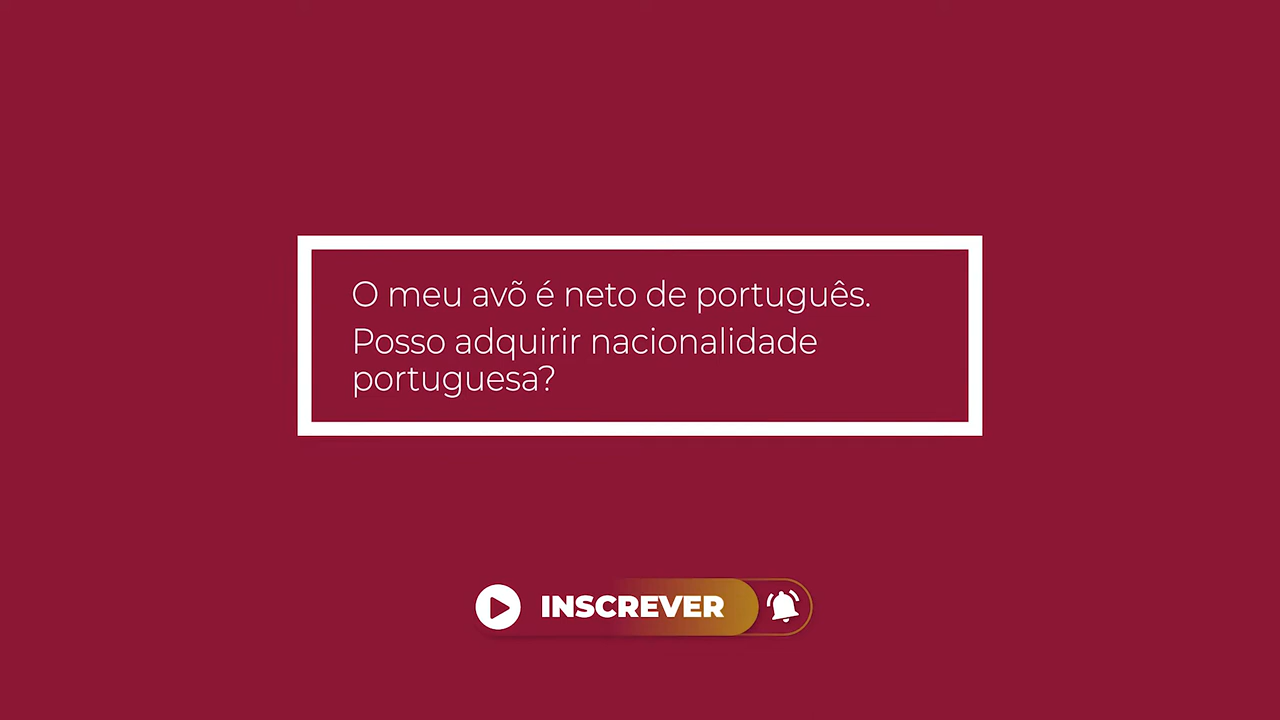 O meu avõ é neto de português.
Posso adquirir nacionalidade
portuguesa?
INSCREVER